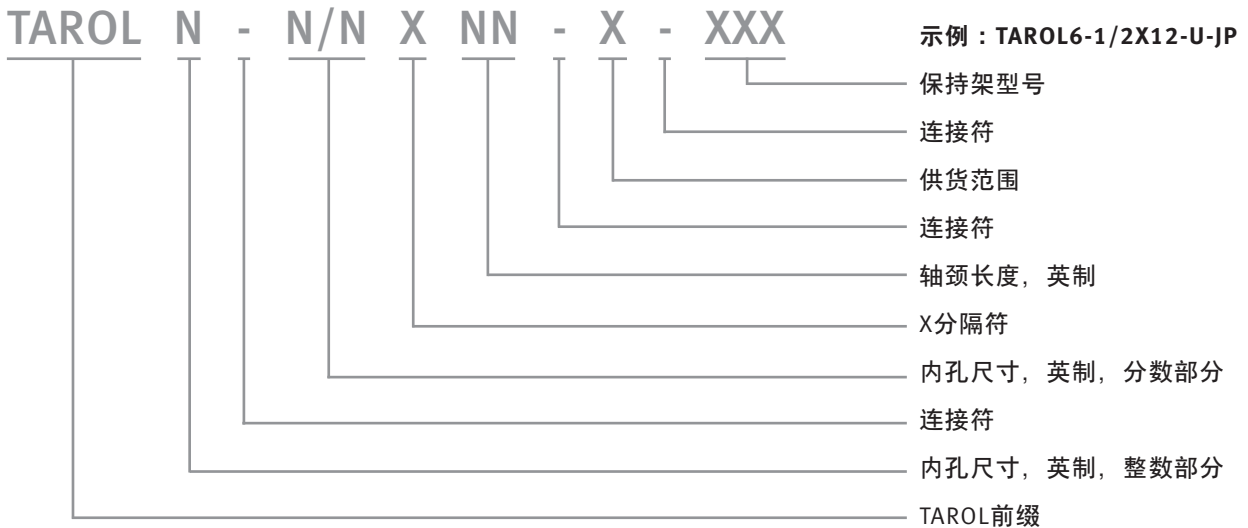 TAROL N - N/N X NN - X - XXX
示例：TAROL6-1/2X12-U-JP
保持架型号
连接符
供货范围
连接符
轴颈长度，英制
X分隔符
内孔尺寸，英制，分数部分
连接符
内孔尺寸，英制，整数部分
TAROL前缀